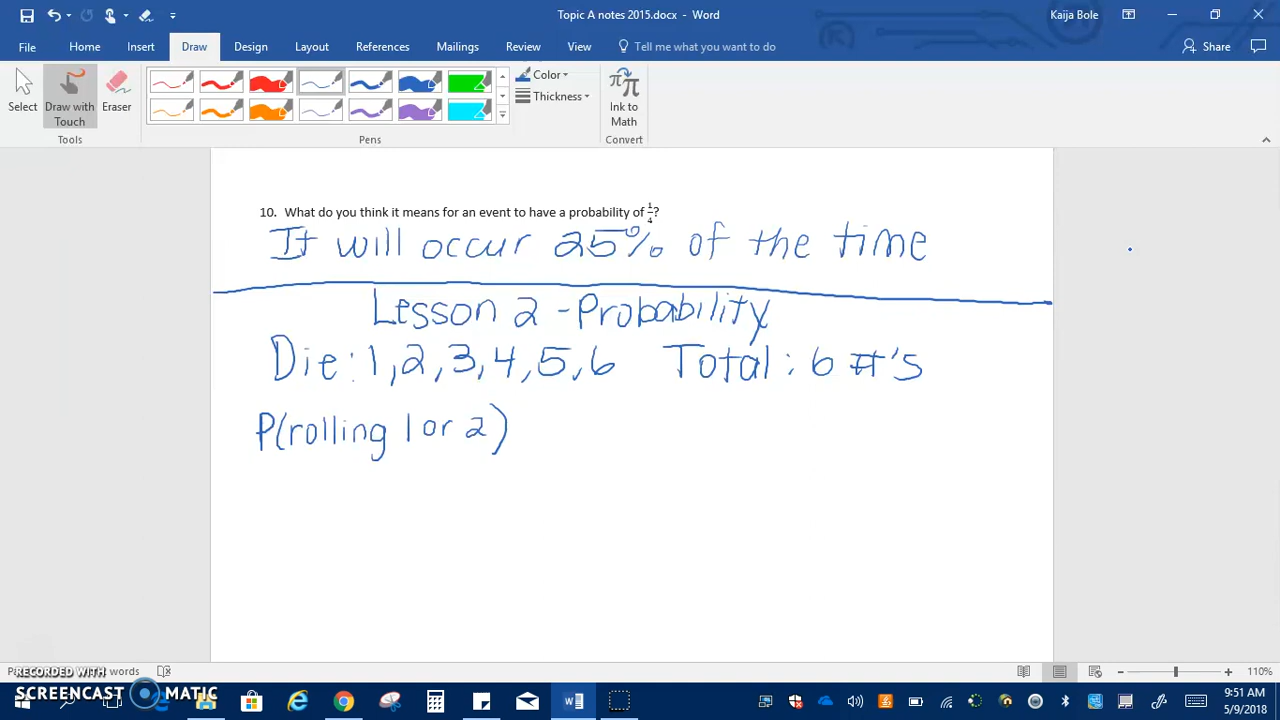 Topic A notes 2015.docx - Word
Kaija Bole
File Home Insert Draw Design Layout References Mailings Review View Tell me what you want to do Share
Select Draw with Touch Eraser
Color
Thickness
Ink to Math
Tools Pens Convert
10. What do you think it means for an event to have a probability of 1/4?
It will occur 25% of the time
Lesson 2 - Probability
Die: 1, 2, 3, 4, 5, 6 Total: 6 #'s
P(rolling 1 or 2)
words 110%
RECORDED WITH
SCREENCAST MATIC
9:51 AM
5/9/2018